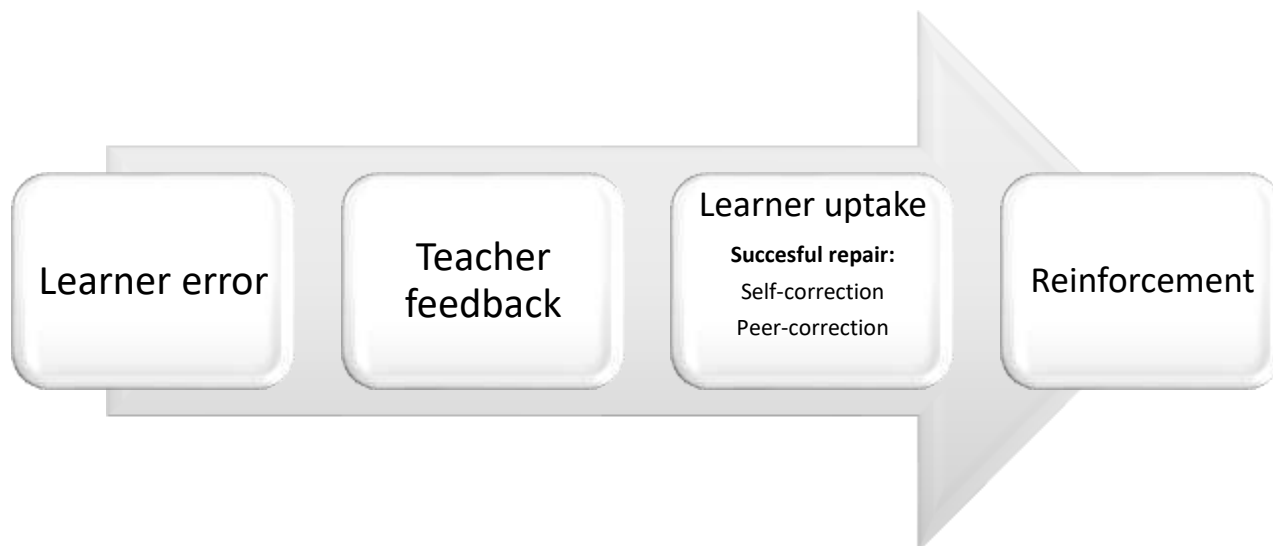 Learner error
Teacher
feedback
Learner uptake
Succesful repair:
Self-correction
Peer-correction
Reinforcement